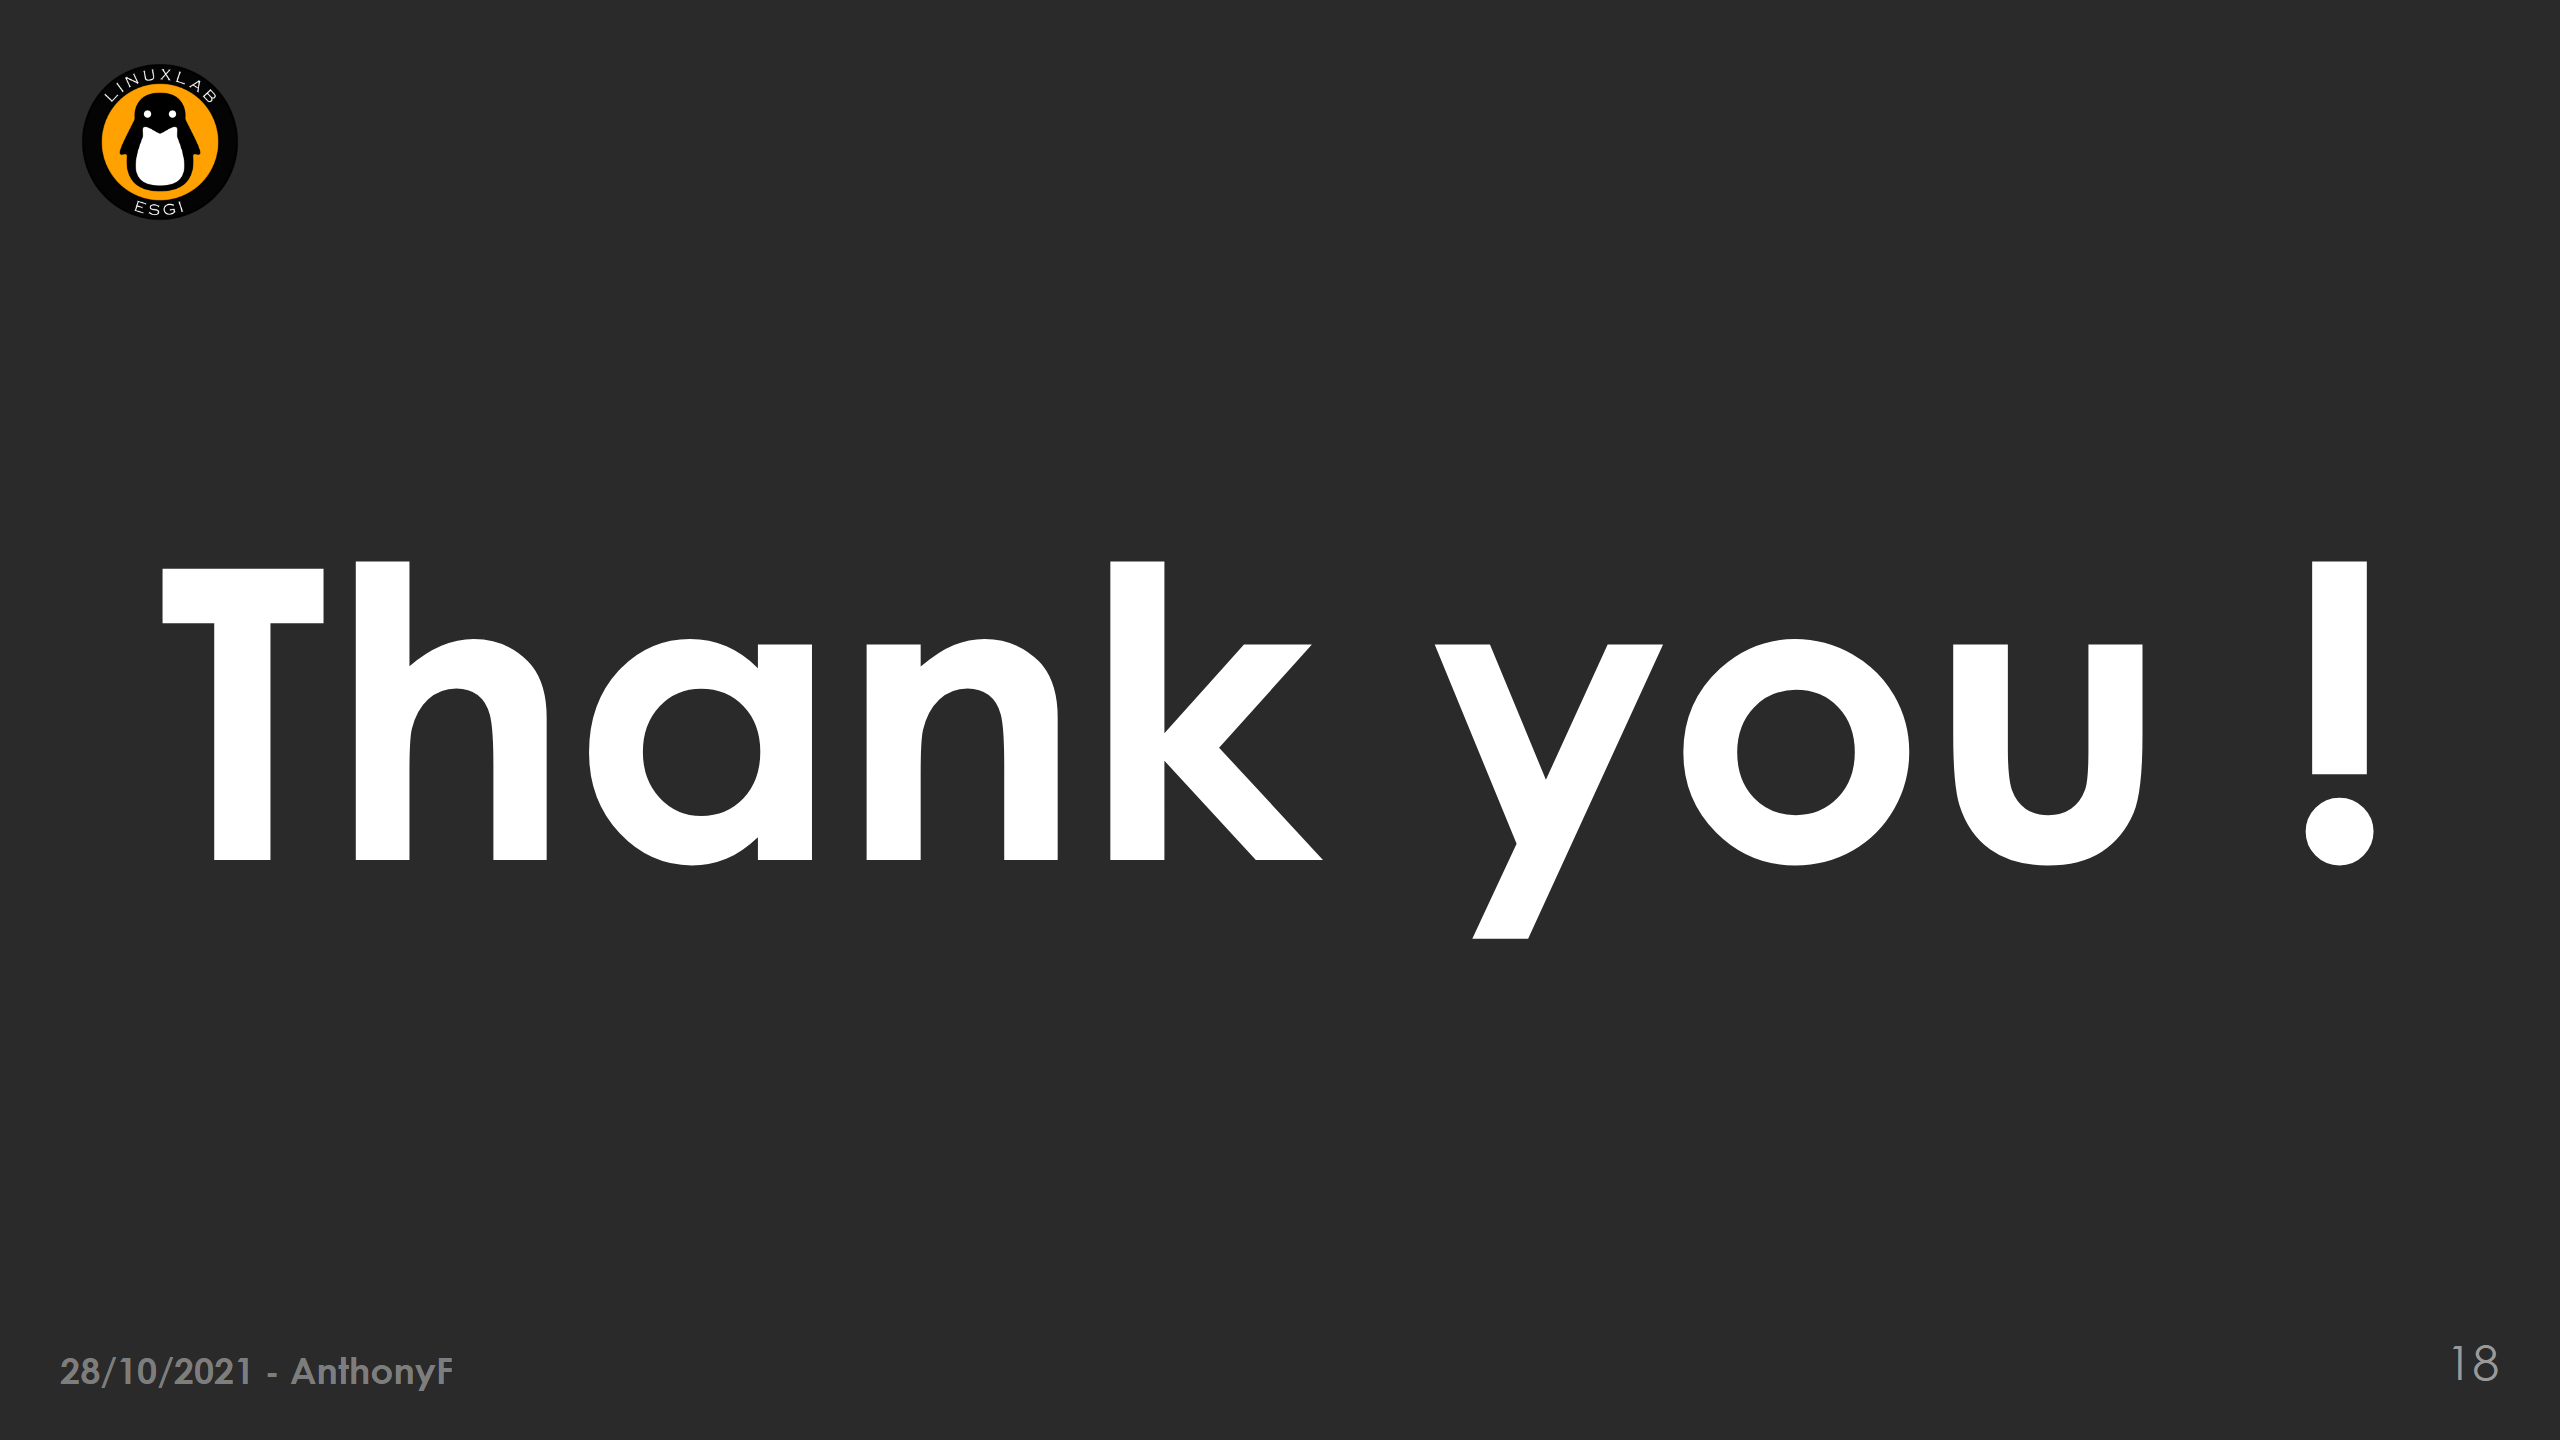 LINUXLAB
ESGI
Thank you !
28/10/2021 - AnthonyF
18